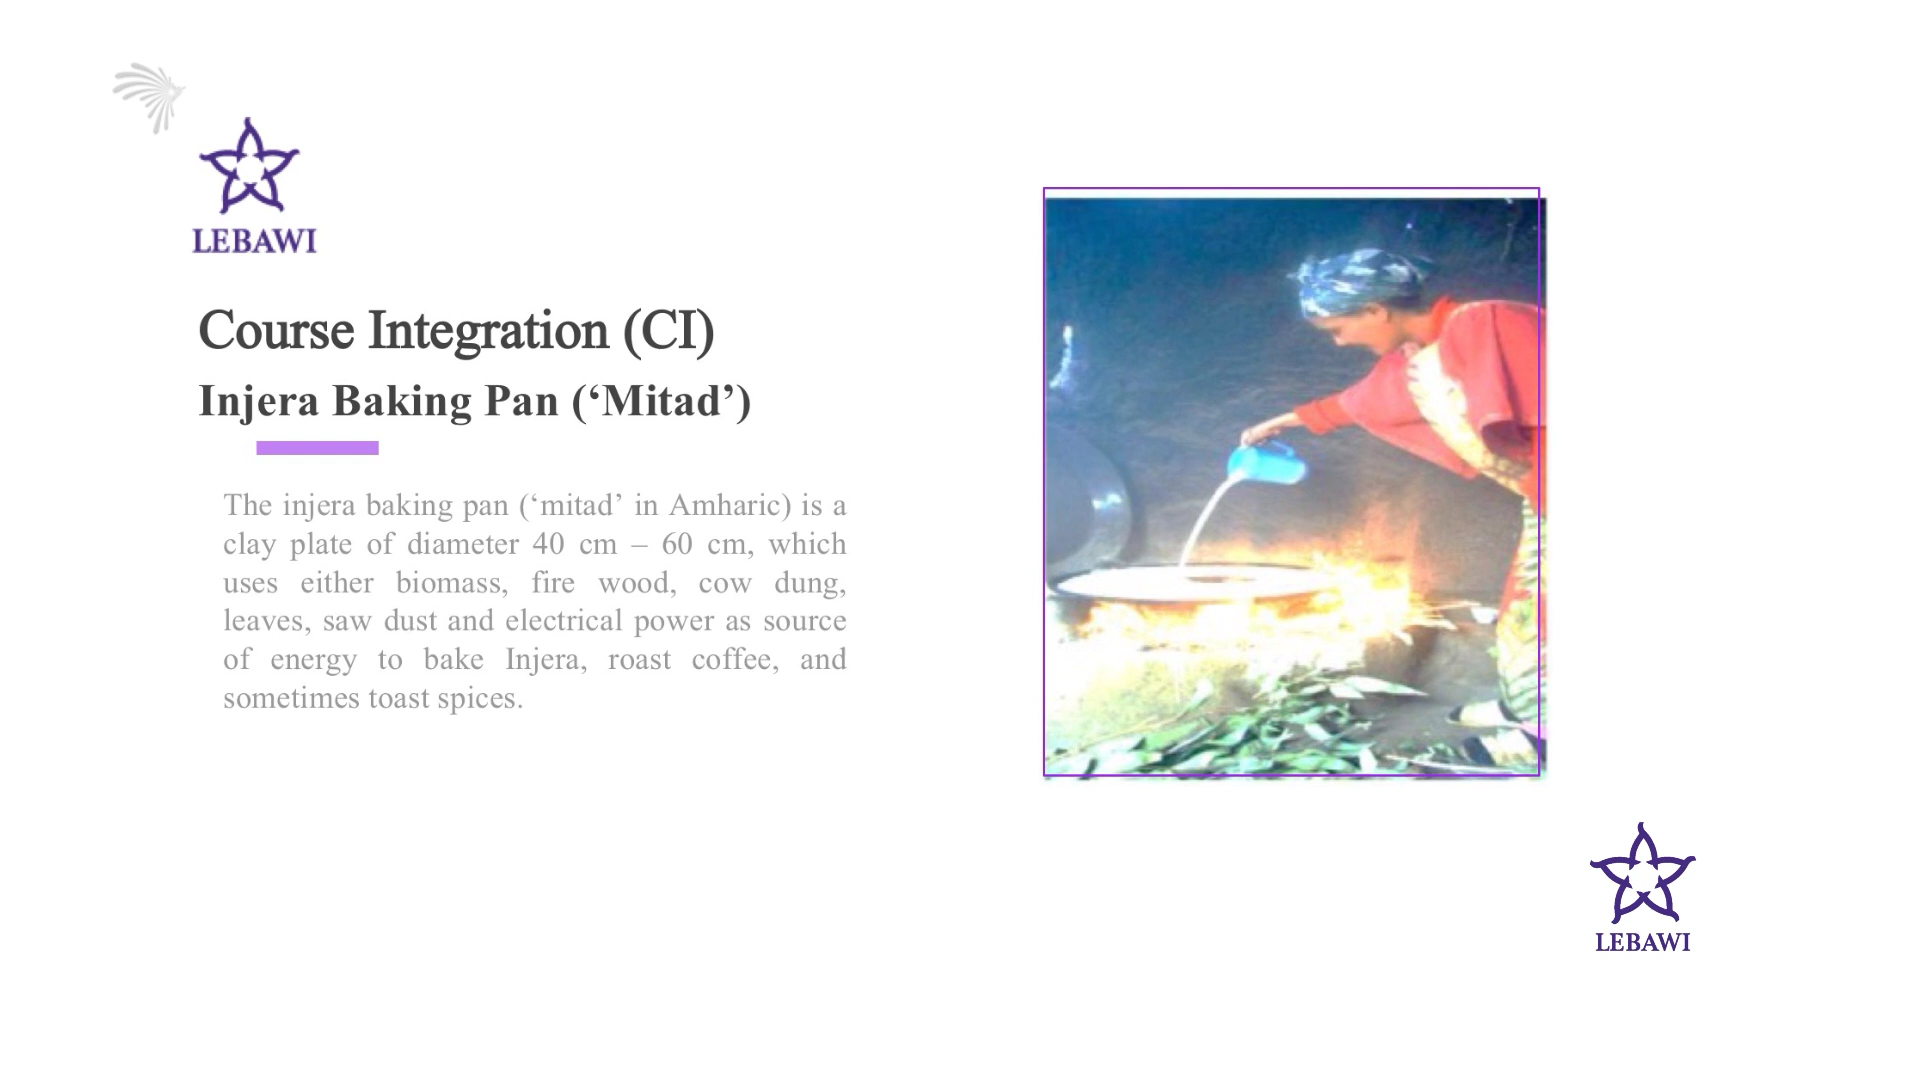 LEBAWI
Course Integration (CI)
Injera Baking Pan (‘Mitad’)
The injera baking pan (‘mitad’ in Amharic) is a
clay plate of diameter 40 cm – 60 cm, which
uses either biomass, fire wood, cow dung,
leaves, saw dust and electrical power as source
of energy to bake Injera, roast coffee, and
sometimes toast spices.
LEBAWI